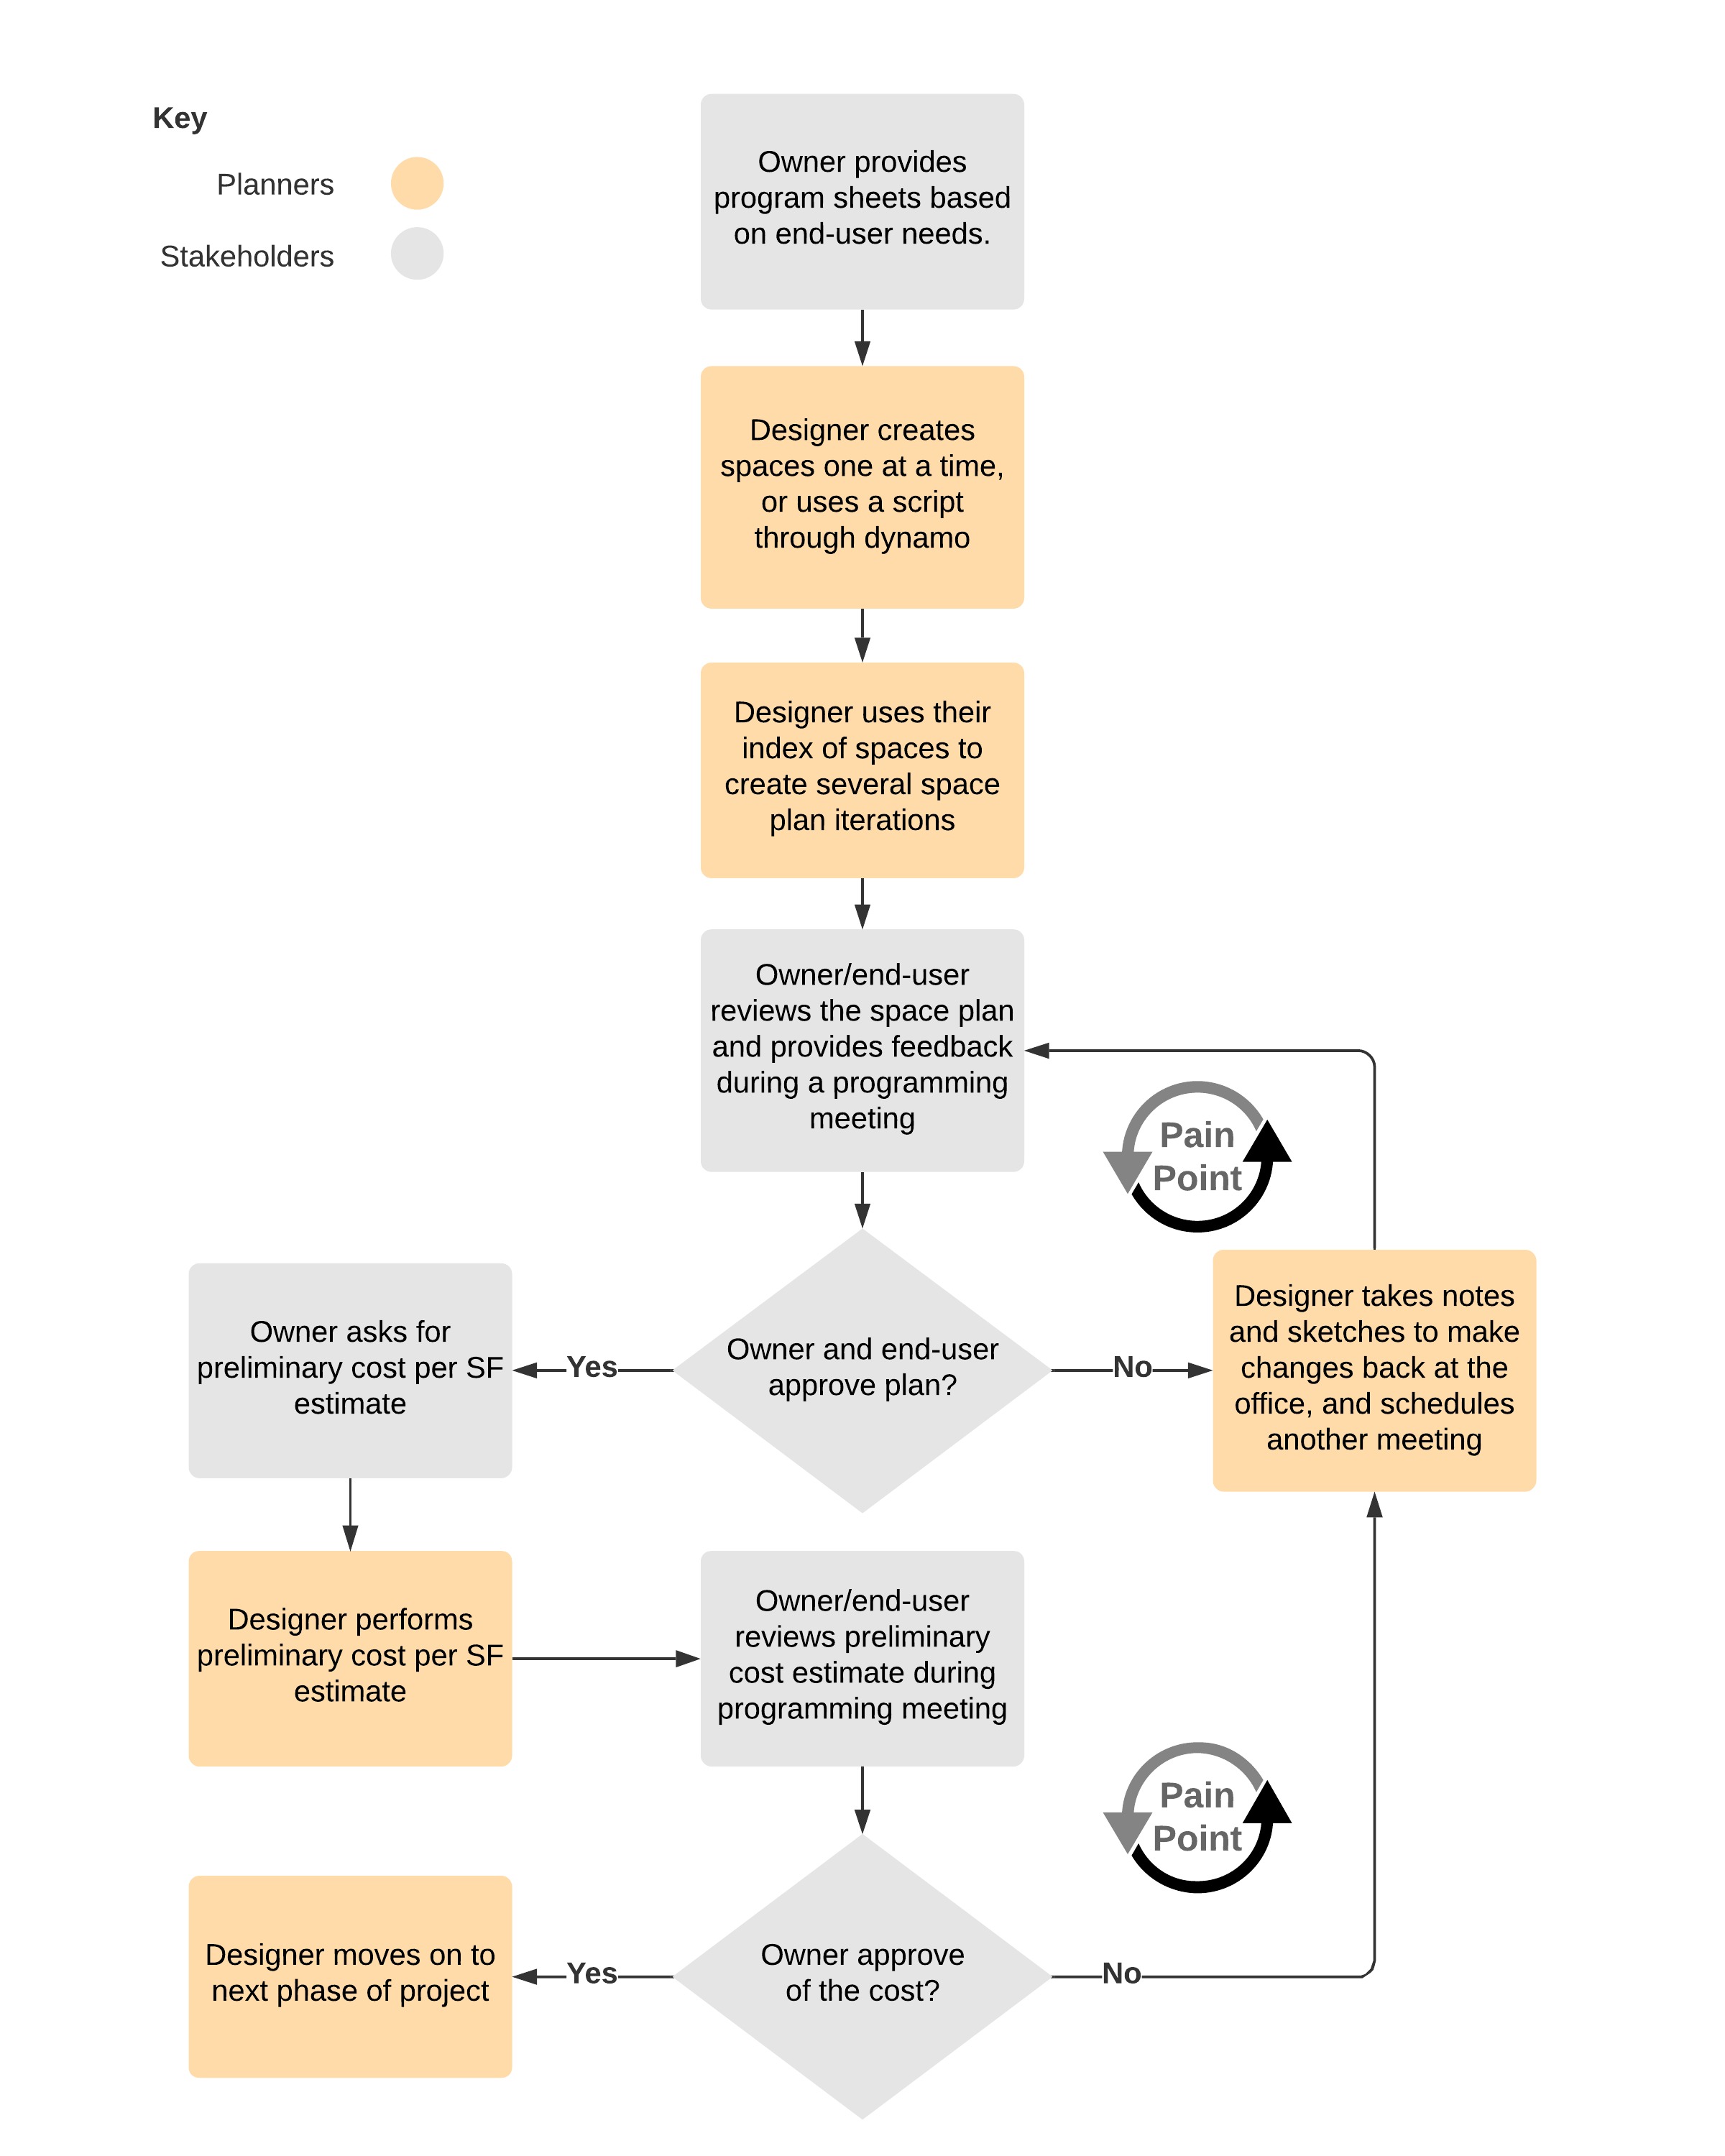 Key
Planners
Stakeholders
Owner provides
program sheets based
on end-user needs.
Designer creates
spaces one at a time,
or uses a script
through dynamo
Designer uses their
index of spaces to
create several space
plan iterations
Owner/end-user
reviews the space plan
and provides feedback
during a programming
meeting
Pain
Point
Owner asks for
preliminary cost per SF
estimate
Yes
Owner and end-user
approve plan?
No
Designer takes notes
and sketches to make
changes back at the
office, and schedules
another meeting
Designer performs
preliminary cost per SF
estimate
Owner/end-user
reviews preliminary
cost estimate during
programming meeting
Pain
Point
Designer moves on to
next phase of project
Yes
Owner approve
of the cost?
No